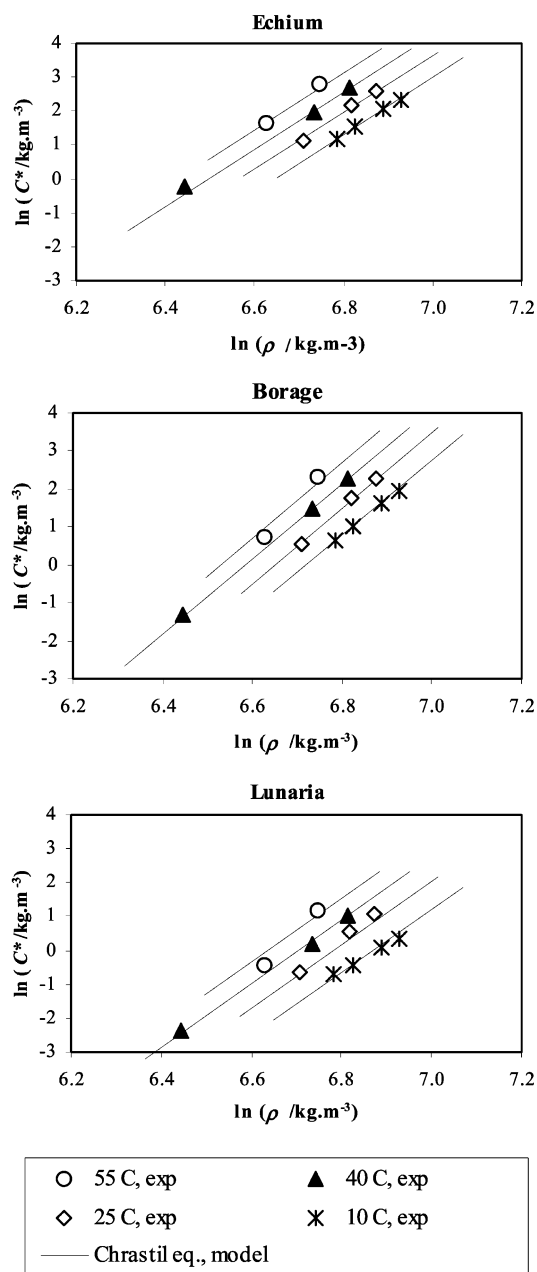 Echium
4
3
2
1
0
-1
-2
-3
ln ( C*/kg.m-3)
6.2 6.4 6.6 6.8 7.0 7.2
ln (ρ / kg.m-3)
Borage
4
3
2
1
0
-1
-2
-3
ln ( C*/kg.m-3)
6.2 6.4 6.6 6.8 7.0 7.2
ln (ρ /kg.m-3)
Lunaria
4
3
2
1
0
-1
-2
-3
ln ( C*/kg.m-3)
6.2 6.4 6.6 6.8 7.0 7.2
ln (ρ /kg.m-3)
55 C, exp 40 C, exp
25 C, exp 10 C, exp
Chrastil eq., model